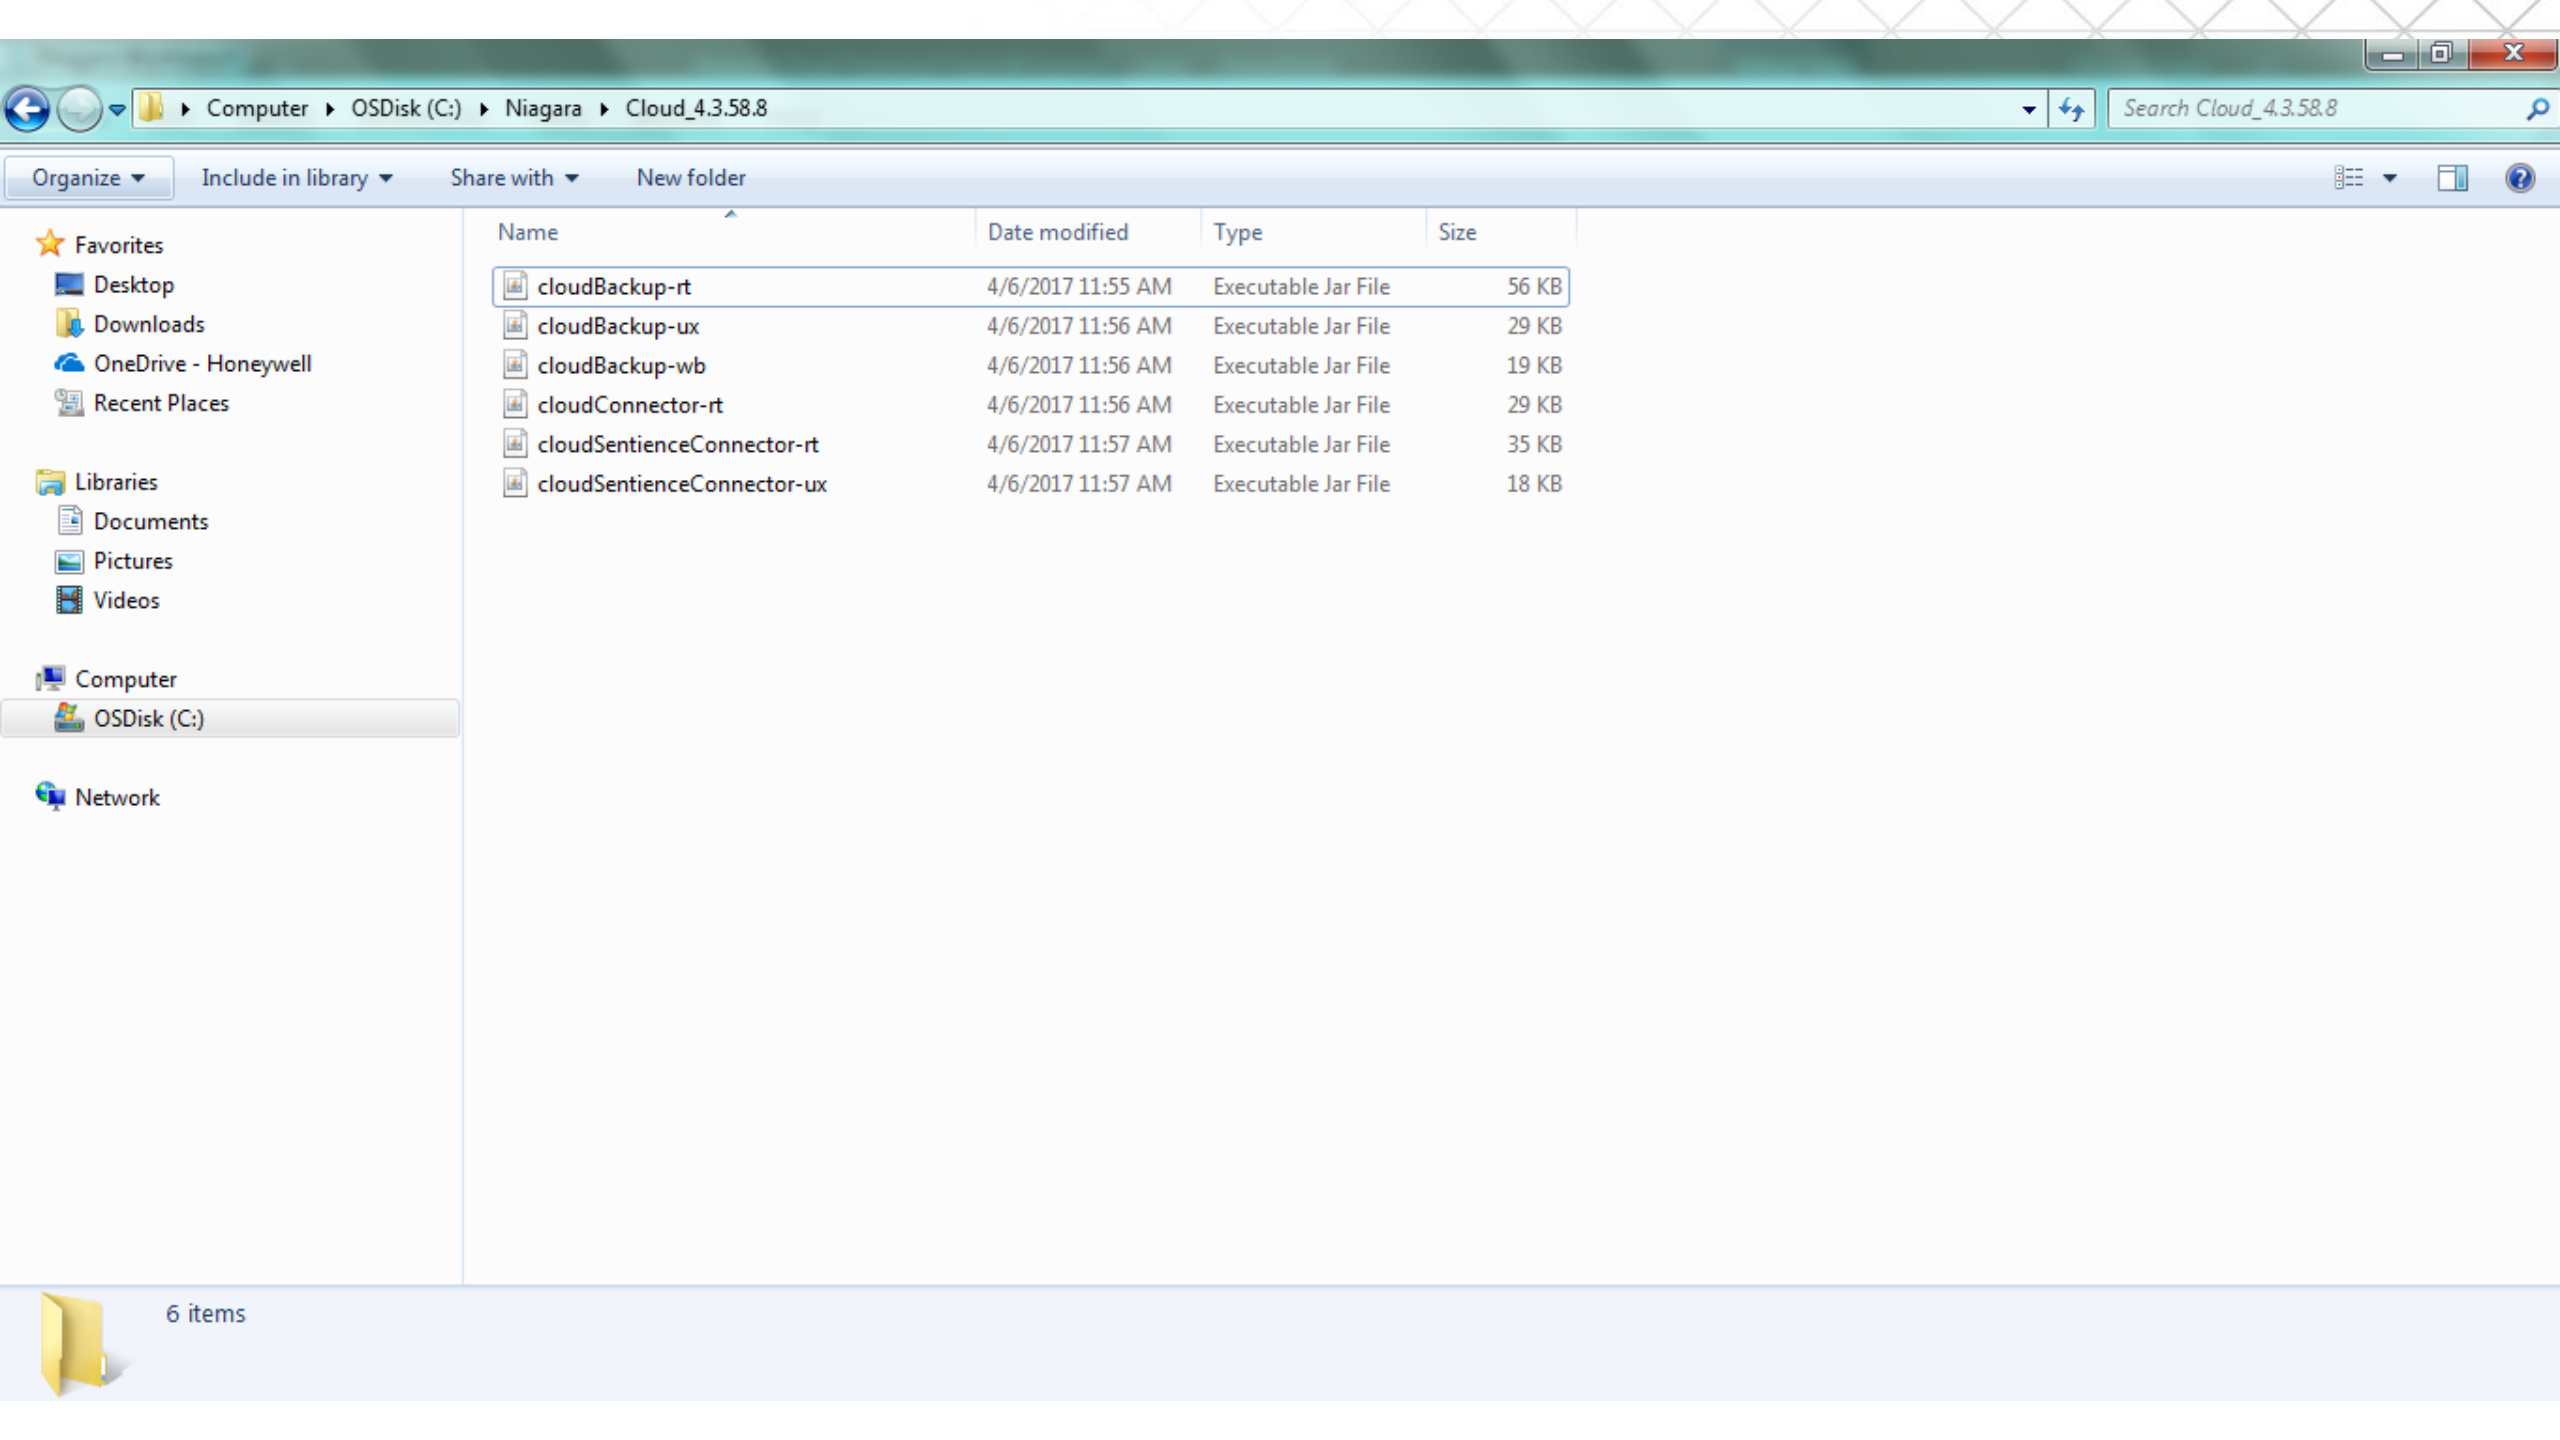 Computer OSDisk (C:) Niagara Cloud_4.3.58.8 Search Cloud_4.3.58.8
Organize Include in library Share with New folder
Name Date modified Type Size
Favorites
Desktop
Downloads
OneDrive - Honeywell
Recent Places
Libraries
Documents
Pictures
Videos
Computer
OSDisk (C:)
Network
cloudBackup-rt 4/6/2017 11:55 AM Executable Jar File 56 KB
cloudBackup-ux 4/6/2017 11:56 AM Executable Jar File 29 KB
cloudBackup-wb 4/6/2017 11:56 AM Executable Jar File 19 KB
cloudConnector-rt 4/6/2017 11:56 AM Executable Jar File 29 KB
cloudSentienceConnector-rt 4/6/2017 11:57 AM Executable Jar File 35 KB
cloudSentienceConnector-ux 4/6/2017 11:57 AM Executable Jar File 18 KB
6 items